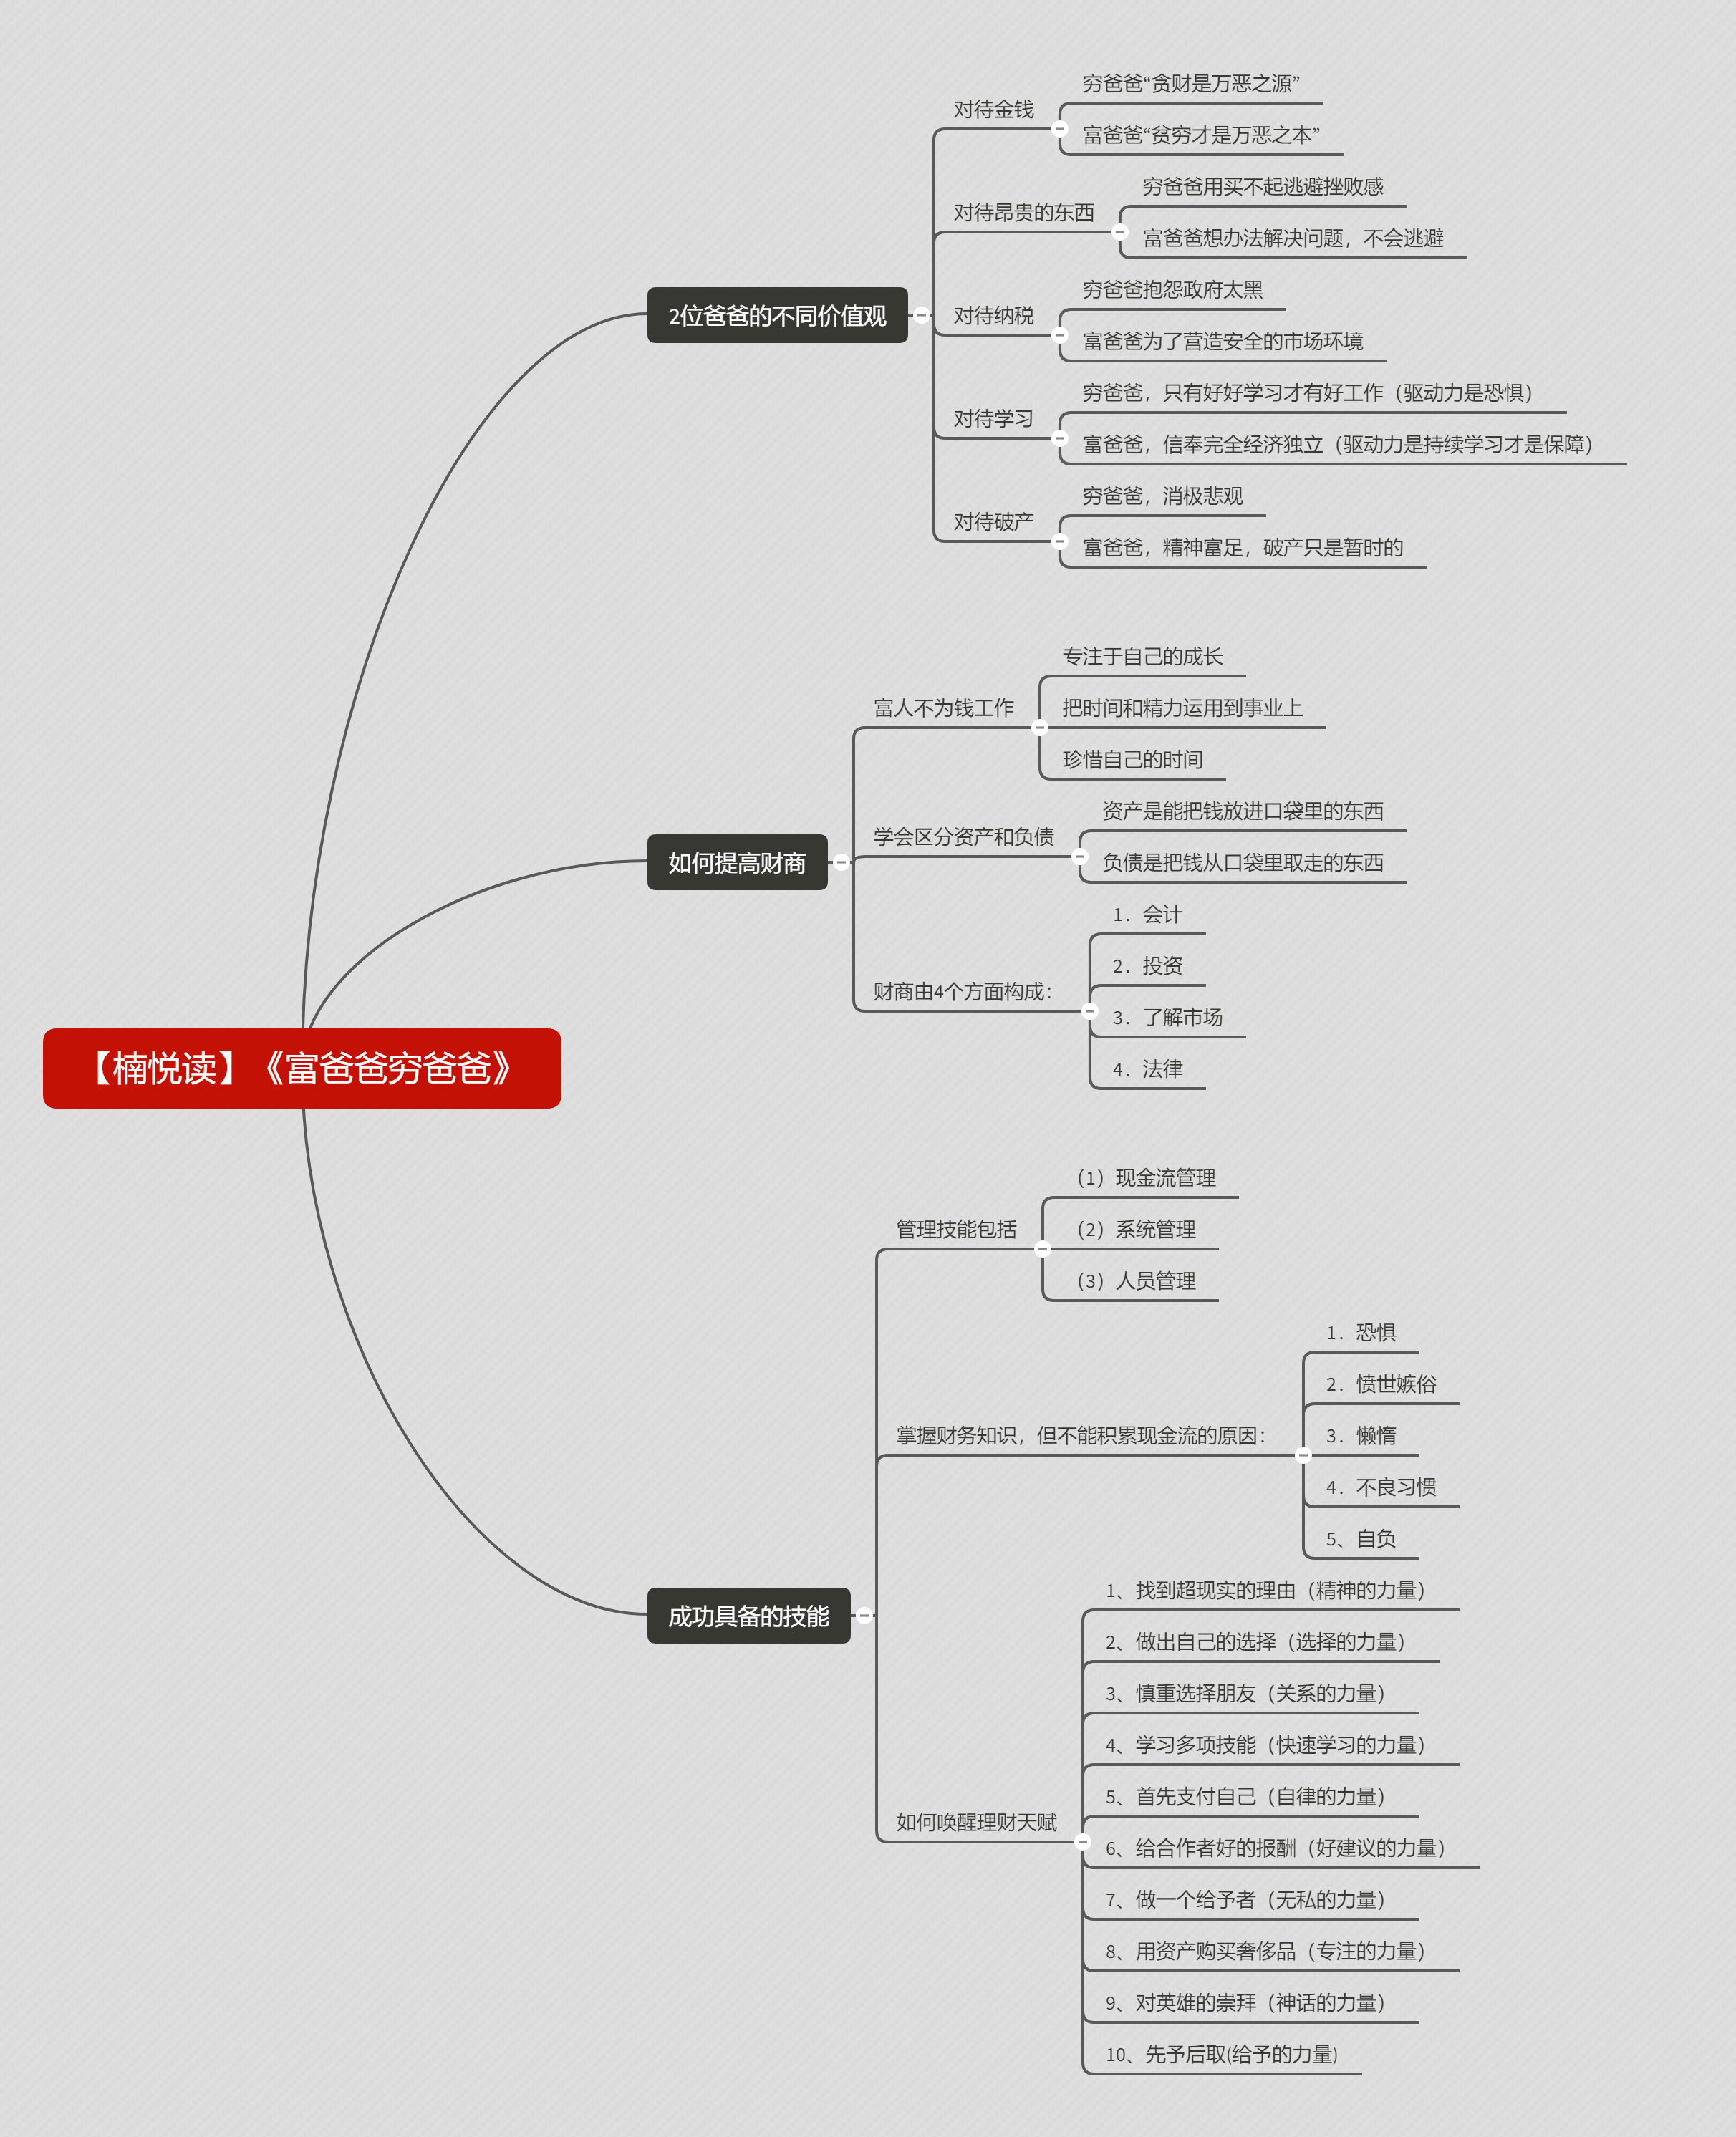 【楠悦读】《富爸爸穷爸爸》
2位爸爸的不同价值观
对待金钱
穷爸爸“贪财是万恶之源”
富爸爸“贫穷才是万恶之本”
对待昂贵的东西
穷爸爸用买不起逃避挫败感
富爸爸想办法解决问题，不会逃避
对待纳税
穷爸爸抱怨政府太黑
富爸爸为了营造安全的市场环境
对待学习
穷爸爸，只有好好学习才有好工作（驱动力是恐惧）
富爸爸，信奉完全经济独立（驱动力是持续学习才是保障）
对待破产
穷爸爸，消极悲观
富爸爸，精神富足，破产只是暂时的
如何提高财商
富人不为钱工作
专注于自己的成长
把时间和精力运用到事业上
珍惜自己的时间
学会区分资产和负债
资产是能把钱放进口袋里的东西
负债是把钱从口袋里取走的东西
财商由4个方面构成：
1．会计
2．投资
3．了解市场
4．法律
成功具备的技能
管理技能包括
（1）现金流管理
（2）系统管理
（3）人员管理
掌握财务知识，但不能积累现金流的原因：
1．恐惧
2．愤世嫉俗
3．懒惰
4．不良习惯
5、自负
如何唤醒理财天赋
1、找到超现实的理由（精神的力量）
2、做出自己的选择（选择的力量）
3、慎重选择朋友（关系的力量）
4、学习多项技能（快速学习的力量）
5、首先支付自己（自律的力量）
6、给合作者好的报酬（好建议的力量）
7、做一个给予者（无私的力量）
8、用资产购买奢侈品（专注的力量）
9、对英雄的崇拜（神话的力量）
10、先予后取(给予的力量)